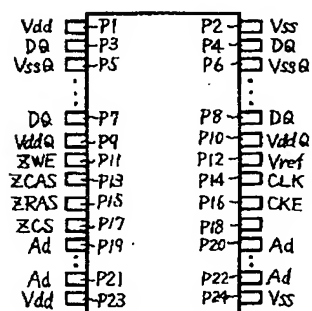 Vdd P1 P2 Vss
DQ P3 P4 DQ
VssQ P5 P6 VssQ
DQ P7 P8 DQ
VddQ P9 P10 VddQ
ZWE P11 P12 Vref
ZCAS P13 P14 CLK
ZRAS P15 P16 CKE
ZCS P17 P18
Ad P19 P20 Ad
Ad P21 P22 Ad
Vdd P23 P24 Vss